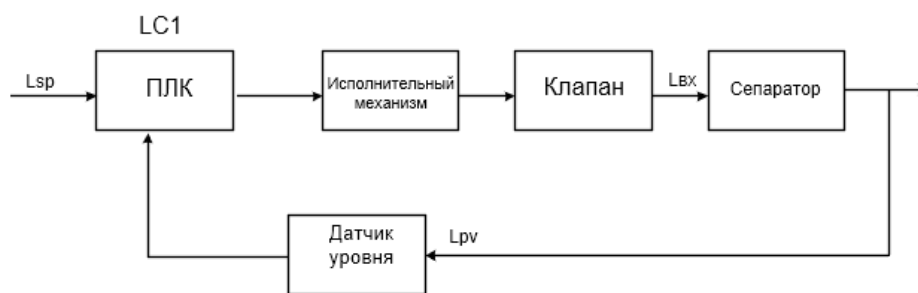 LC1
Lsp
ПЛК
Исполнительный
механизм
Клапан
Lвх
Сепаратор
Датчик
уровня
Lpv